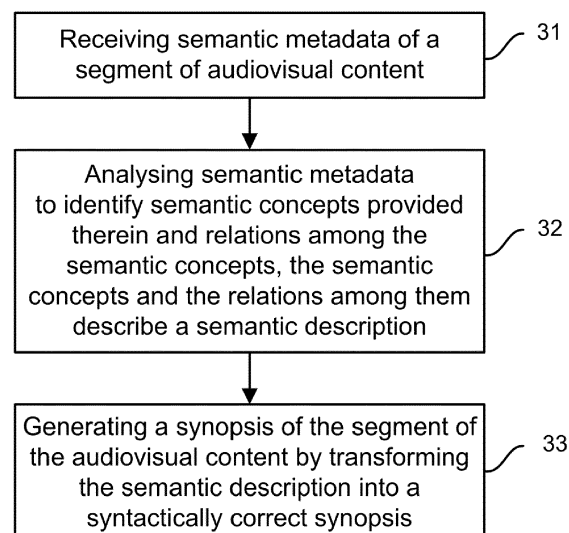 Receiving semantic metadata of a
segment of audiovisual content
31
Analysing semantic metadata
to identify semantic concepts provided
therein and relations among the
semantic concepts, the semantic
concepts and the relations among them
describe a semantic description
32
Generating a synopsis of the segment of
the audiovisual content by transforming
the semantic description into a
syntactically correct synopsis
33